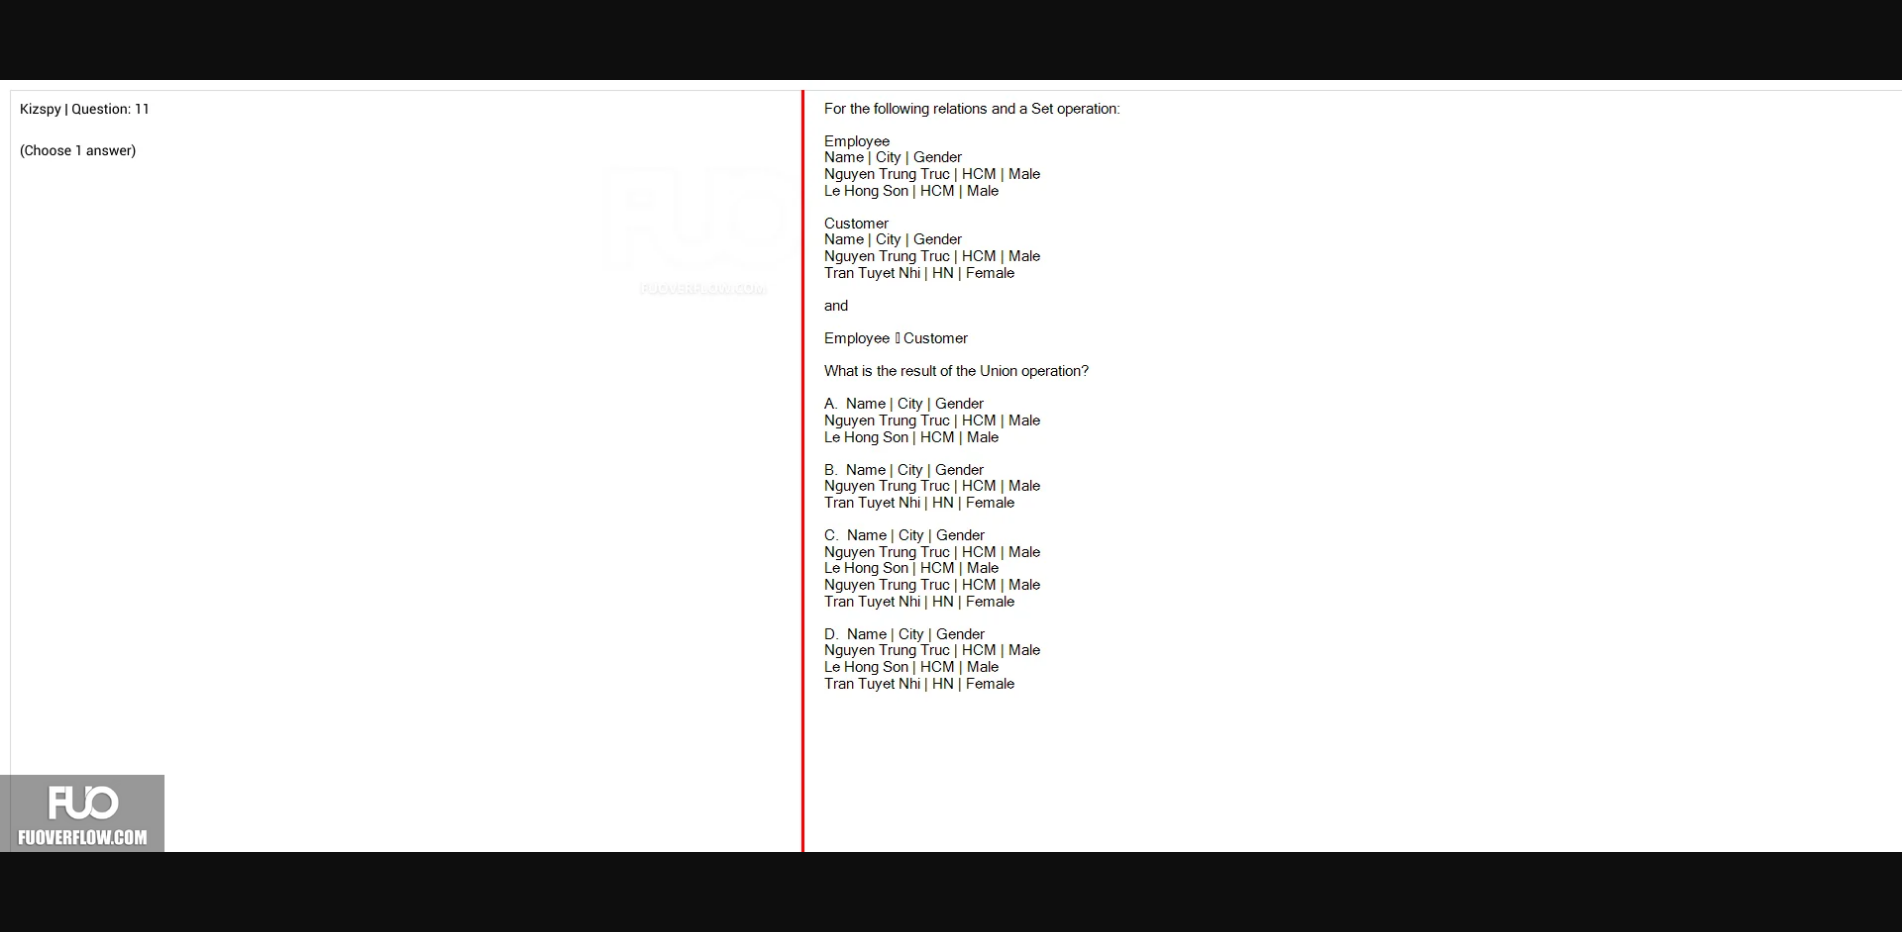 Kizspy | Question: 11
(Choose 1 answer)
FUOVERFLOW.COM
For the following relations and a Set operation:
Employee
Name | City | Gender
Nguyen Trung Truc | HCM | Male
Le Hong Son | HCM | Male
Customer
Name | City | Gender
Nguyen Trung Truc | HCM | Male
Tran Tuyet Nhi | HN | Female
and
Employee ▯ Customer
What is the result of the Union operation?
A. Name | City | Gender
Nguyen Trung Truc | HCM | Male
Le Hong Son | HCM | Male
B. Name | City | Gender
Nguyen Trung Truc | HCM | Male
Tran Tuyet Nhi | HN | Female
C. Name | City | Gender
Nguyen Trung Truc | HCM | Male
Le Hong Son | HCM | Male
Nguyen Trung Truc | HCM | Male
Tran Tuyet Nhi | HN | Female
D. Name | City | Gender
Nguyen Trung Truc | HCM | Male
Le Hong Son | HCM | Male
Tran Tuyet Nhi | HN | Female
FUO
FUOVERFLOW.COM